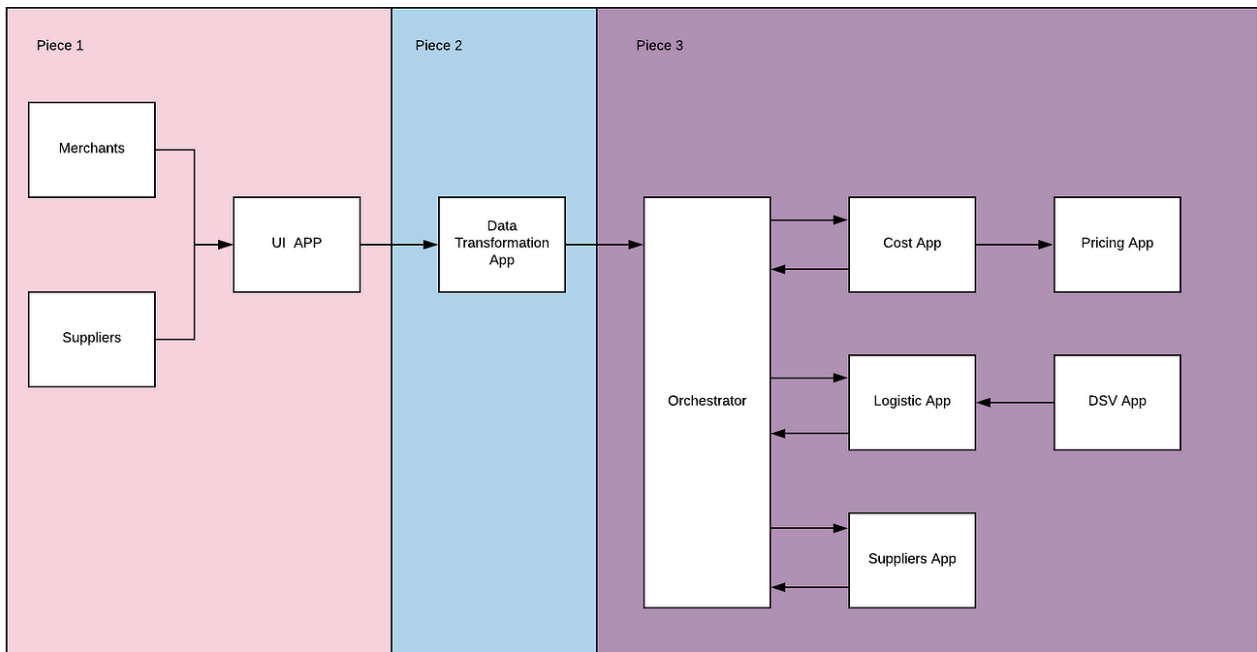 Piece 1
Piece 2
Piece 3
Merchants
Suppliers
UI  APP
Data
Transformation
App
Orchestrator
Cost App
Pricing App
Logistic App
DSV App
Suppliers App